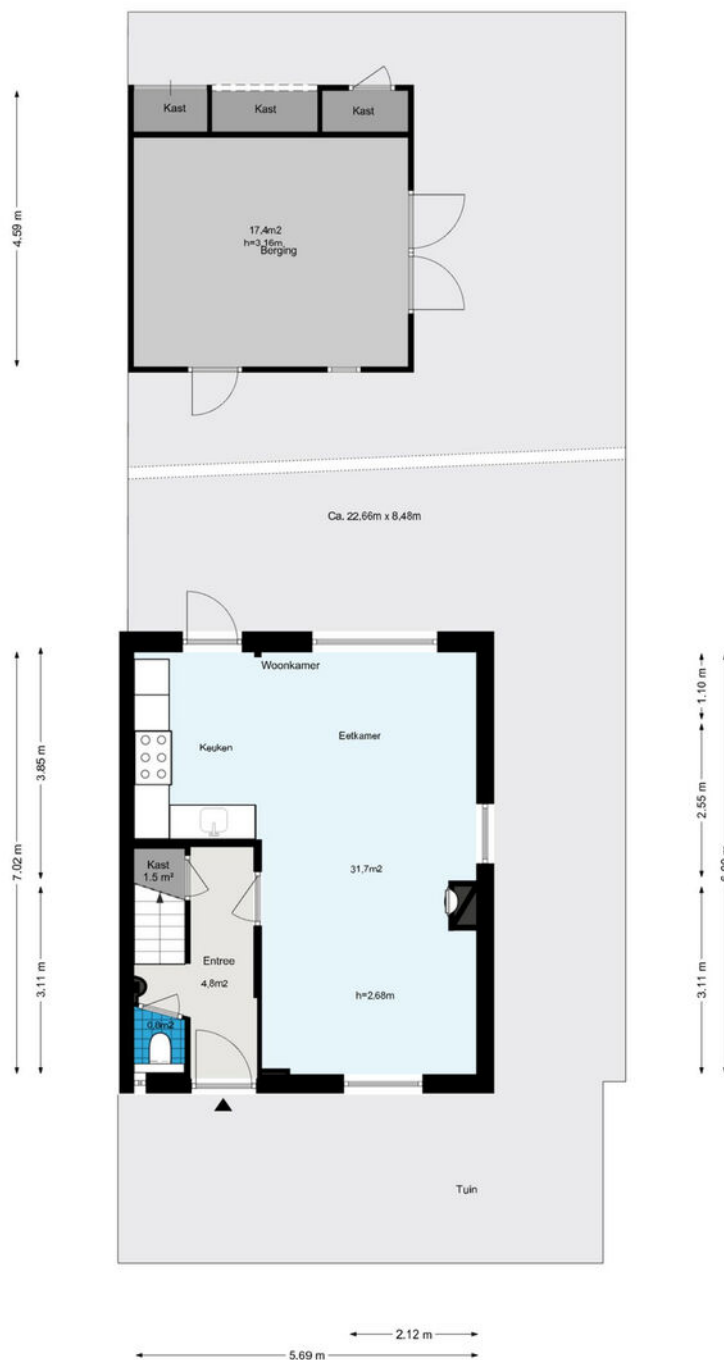 Kast
Kast
Kast
4.59 m
17,4m2
h=3,16m
Berging
Ca. 22,66m x 8,48m
Woonkamer
Keuken
Eetkamer
1.10 m
3.85 m
2.55 m
7.02 m
Kast
1.5 m²
31,7m2
Entree
4,8m2
3.11 m
3.11 m
h=2,68m
Tuin
2.12 m
5.69 m